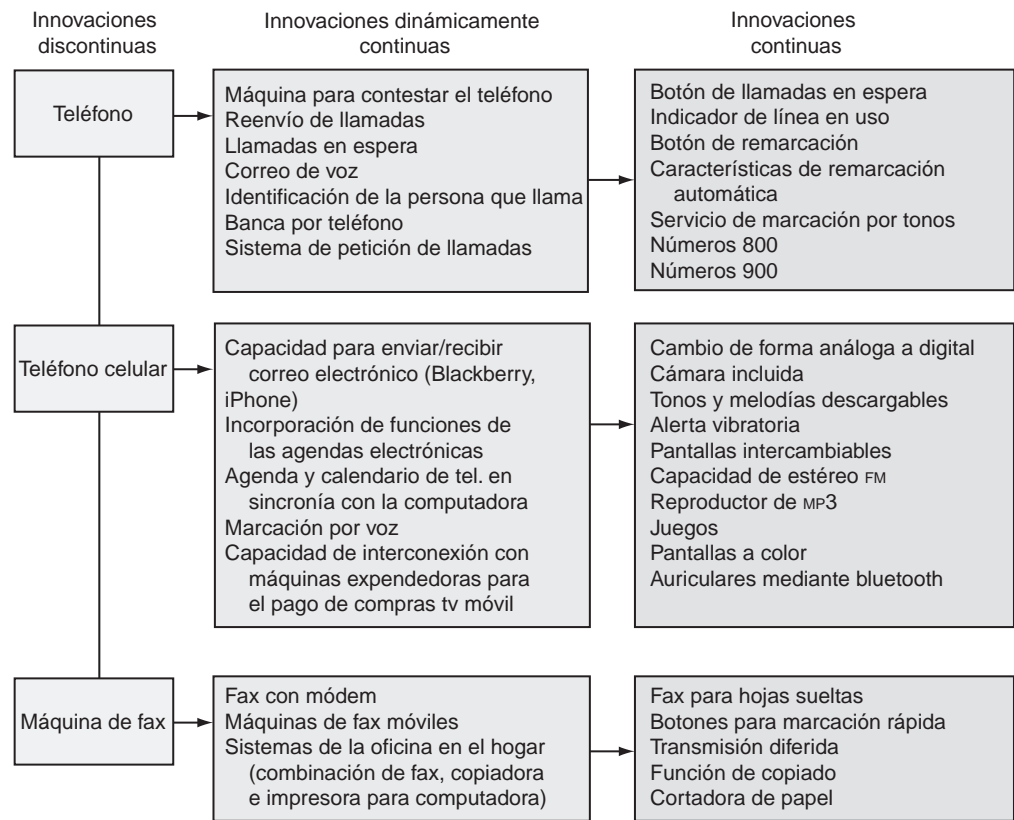 Innovaciones
discontinuas
Innovaciones dinámicamente
continuas
Innovaciones
continuas
Teléfono
Máquina para contestar el teléfono
Reenvío de llamadas
Llamadas en espera
Correo de voz
Identificación de la persona que llama
Banca por teléfono
Sistema de petición de llamadas
Botón de llamadas en espera
Indicador de línea en uso
Botón de remarcación
Características de remarcación
automática
Servicio de marcación por tonos
Números 800
Números 900
Teléfono celular
Capacidad para enviar/recibir
correo electrónico (Blackberry,
iPhone)
Incorporación de funciones de
las agendas electrónicas
Agenda y calendario de tel. en
sincronía con la computadora
Marcación por voz
Capacidad de interconexión con
máquinas expendedoras para
el pago de compras tv móvil
Cambio de forma análoga a digital
Cámara incluida
Tonos y melodías descargables
Alerta vibratoria
Pantallas intercambiables
Capacidad de estéreo FM
Reproductor de MP3
Juegos
Pantallas a color
Auriculares mediante bluetooth
Máquina de fax
Fax con módem
Máquinas de fax móviles
Sistemas de la oficina en el hogar
(combinación de fax, copiadora
e impresora para computadora)
Fax para hojas sueltas
Botones para marcación rápida
Transmisión diferida
Función de copiado
Cortadora de papel